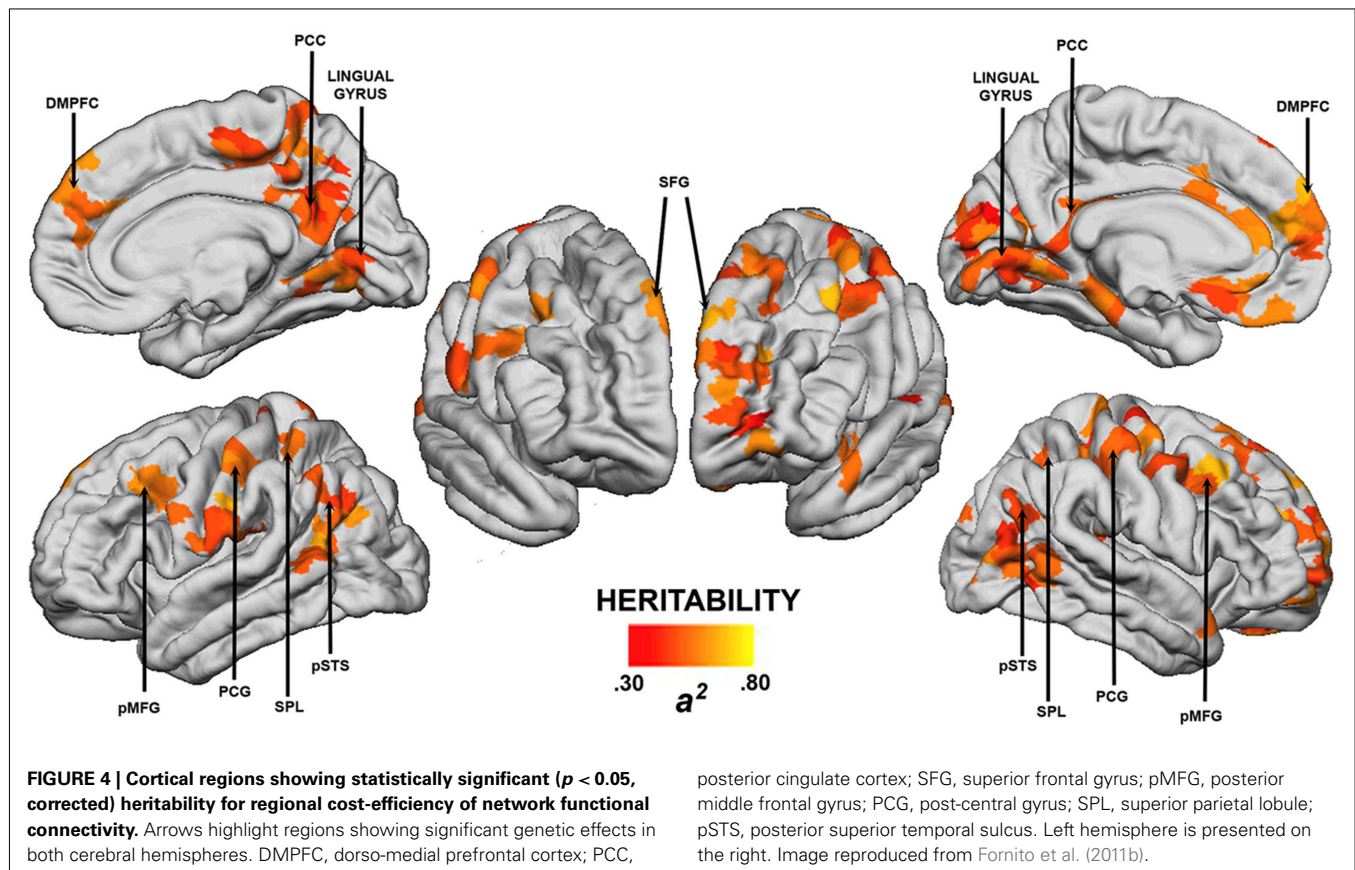 PCC
LINGUAL
GYRUS
DMPFC
SFG
PCC
LINGUAL
GYRUS
DMPFC
pMFG
PCG
SPL
pSTS
HERITABILITY
.30
.80
a²
pSTS
SPL
PCG
pMFG
FIGURE 4 | Cortical regions showing statistically significant (p < 0.05,
corrected) heritability for regional cost-efficiency of network functional
connectivity. Arrows highlight regions showing significant genetic effects in
both cerebral hemispheres. DMPFC, dorso-medial prefrontal cortex; PCC,
posterior cingulate cortex; SFG, superior frontal gyrus; pMFG, posterior
middle frontal gyrus; PCG, post-central gyrus; SPL, superior parietal lobule;
pSTS, posterior superior temporal sulcus. Left hemisphere is presented on
the right. Image reproduced from Fornito et al. (2011b).